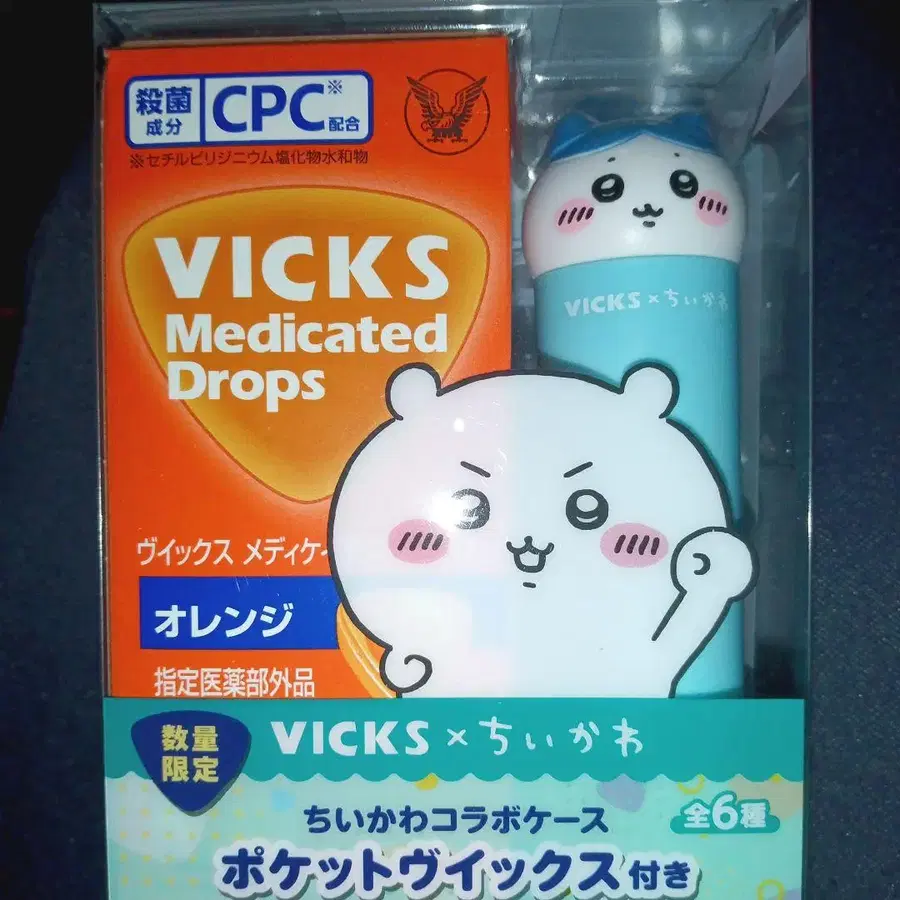 殺菌成分 CPC※配合
※セチルピリジニウム塩化物水和物
VICKS
Medicated
Drops
VICKS×ちいかわ
ヴイックス メディケイ
オレンジ
指定医薬部外品
数量
限定
VICKS×ちいかわ
ちいかわコラボケース
全6種
ポケットヴイックス付き